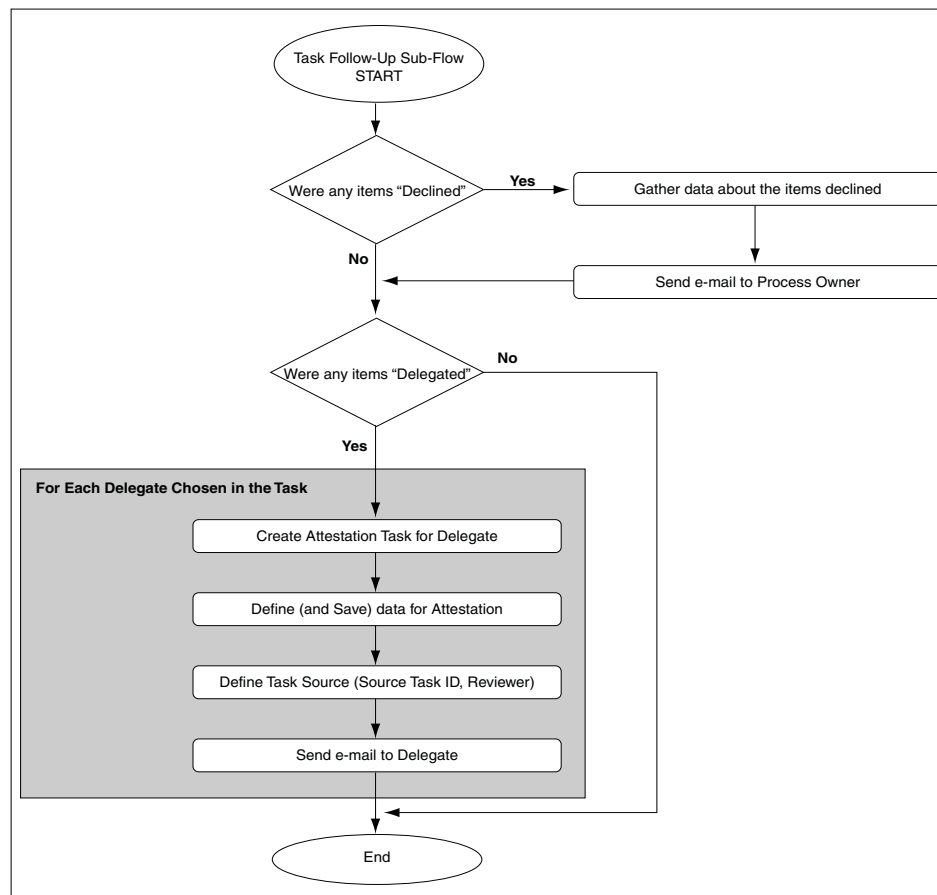 Task Follow-Up Sub-Flow
START
Were any items “Declined”
Yes
Gather data about the items declined
No
Send e-mail to Process Owner
Were any items “Delegated”
No
Yes
For Each Delegate Chosen in the Task
Create Attestation Task for Delegate
Define (and Save) data for Attestation
Define Task Source (Source Task ID, Reviewer)
Send e-mail to Delegate
End